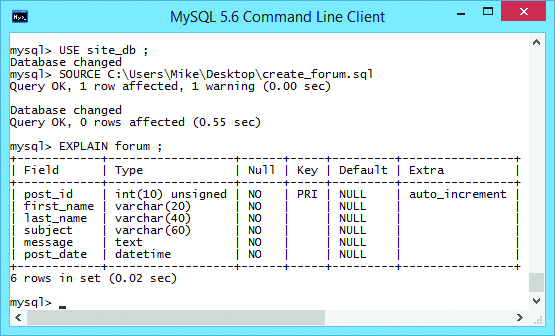 MySQL 5.6 Command Line Client
mysql> USE site_db ;
Database changed
mysql> SOURCE C:\Users\Mike\Desktop\create_forum.sql
Query OK, 1 row affected, 1 warning (0.00 sec)

Database changed
Query OK, 0 rows affected (0.55 sec)

mysql> EXPLAIN forum ;
+------------+------------------+------+-----+---------+----------------+
| Field      | Type             | Null | Key | Default | Extra          |
+------------+------------------+------+-----+---------+----------------+
| post_id    | int(10) unsigned | NO   | PRI | NULL    | auto_increment |
| first_name | varchar(20)      | NO   |     | NULL    |                |
| last_name  | varchar(40)      | NO   |     | NULL    |                |
| subject    | varchar(60)      | NO   |     | NULL    |                |
| message    | text             | NO   |     | NULL    |                |
| post_date  | datetime         | NO   |     | NULL    |                |
+------------+------------------+------+-----+---------+----------------+
6 rows in set (0.02 sec)

mysql> _